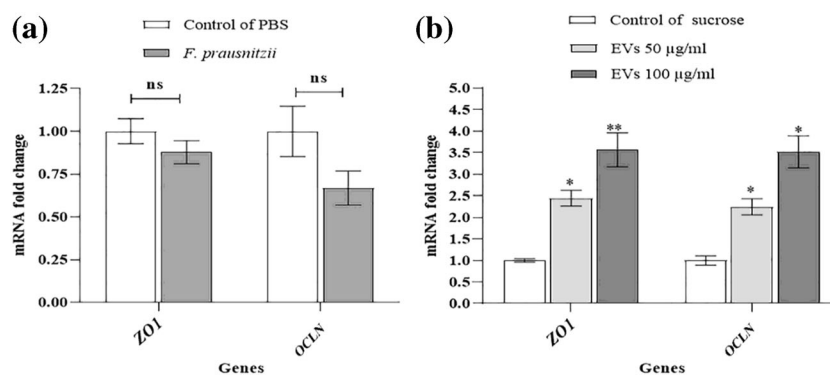 (a)
Control of PBS
F. prausnitzii
ns
ns
mRNA fold change
1.25
1.00
0.75
0.50
0.25
0.00
ZO1
OCLN
Genes
(b)
Control of sucrose
EVs 50 µg/ml
EVs 100 µg/ml
mRNA fold change
5.0
4.5
4.0
3.5
3.0
2.5
2.0
1.5
1.0
0.5
0.0
*
**
*
*
ZO1
OCLN
Genes